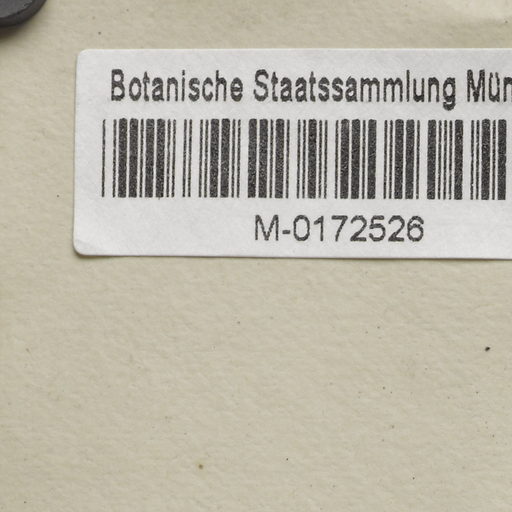 Botanische Staatssammlung Mün
M-0172526